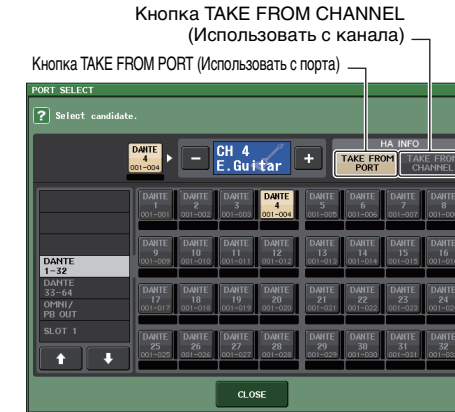 Кнопка TAKE FROM CHANNEL
(Использовать с канала)
Кнопка TAKE FROM PORT (Использовать с порта)
PORT SELECT
? Select candidate.
DANTE
4
001-004
CH 4
E.Guitar
−
+
HA INFO
TAKE FROM
PORT
TAKE FROM
CHANNEL
DANTE
1-32
DANTE
33-64
OMNI/
PB OUT
SLOT 1
DANTE 1 001-001
DANTE 2 001-002
DANTE 3 001-003
DANTE 4 001-004
DANTE 5 001-005
DANTE 6 001-006
DANTE 7 001-007
DANTE 8
DANTE 9 001-009
DANTE 10 001-010
DANTE 11 001-011
DANTE 12 001-012
DANTE 13 001-013
DANTE 14 001-014
DANTE 15 001-015
DANTE 16
DANTE 17 001-017
DANTE 18 001-018
DANTE 19 001-019
DANTE 20 001-020
DANTE 21 001-021
DANTE 22 001-022
DANTE 23 001-023
DANTE 24
DANTE 25 001-025
DANTE 26 001-026
DANTE 27 001-027
DANTE 28 001-028
DANTE 29 001-029
DANTE 30 001-030
DANTE 31 001-031
DANTE 32
CLOSE